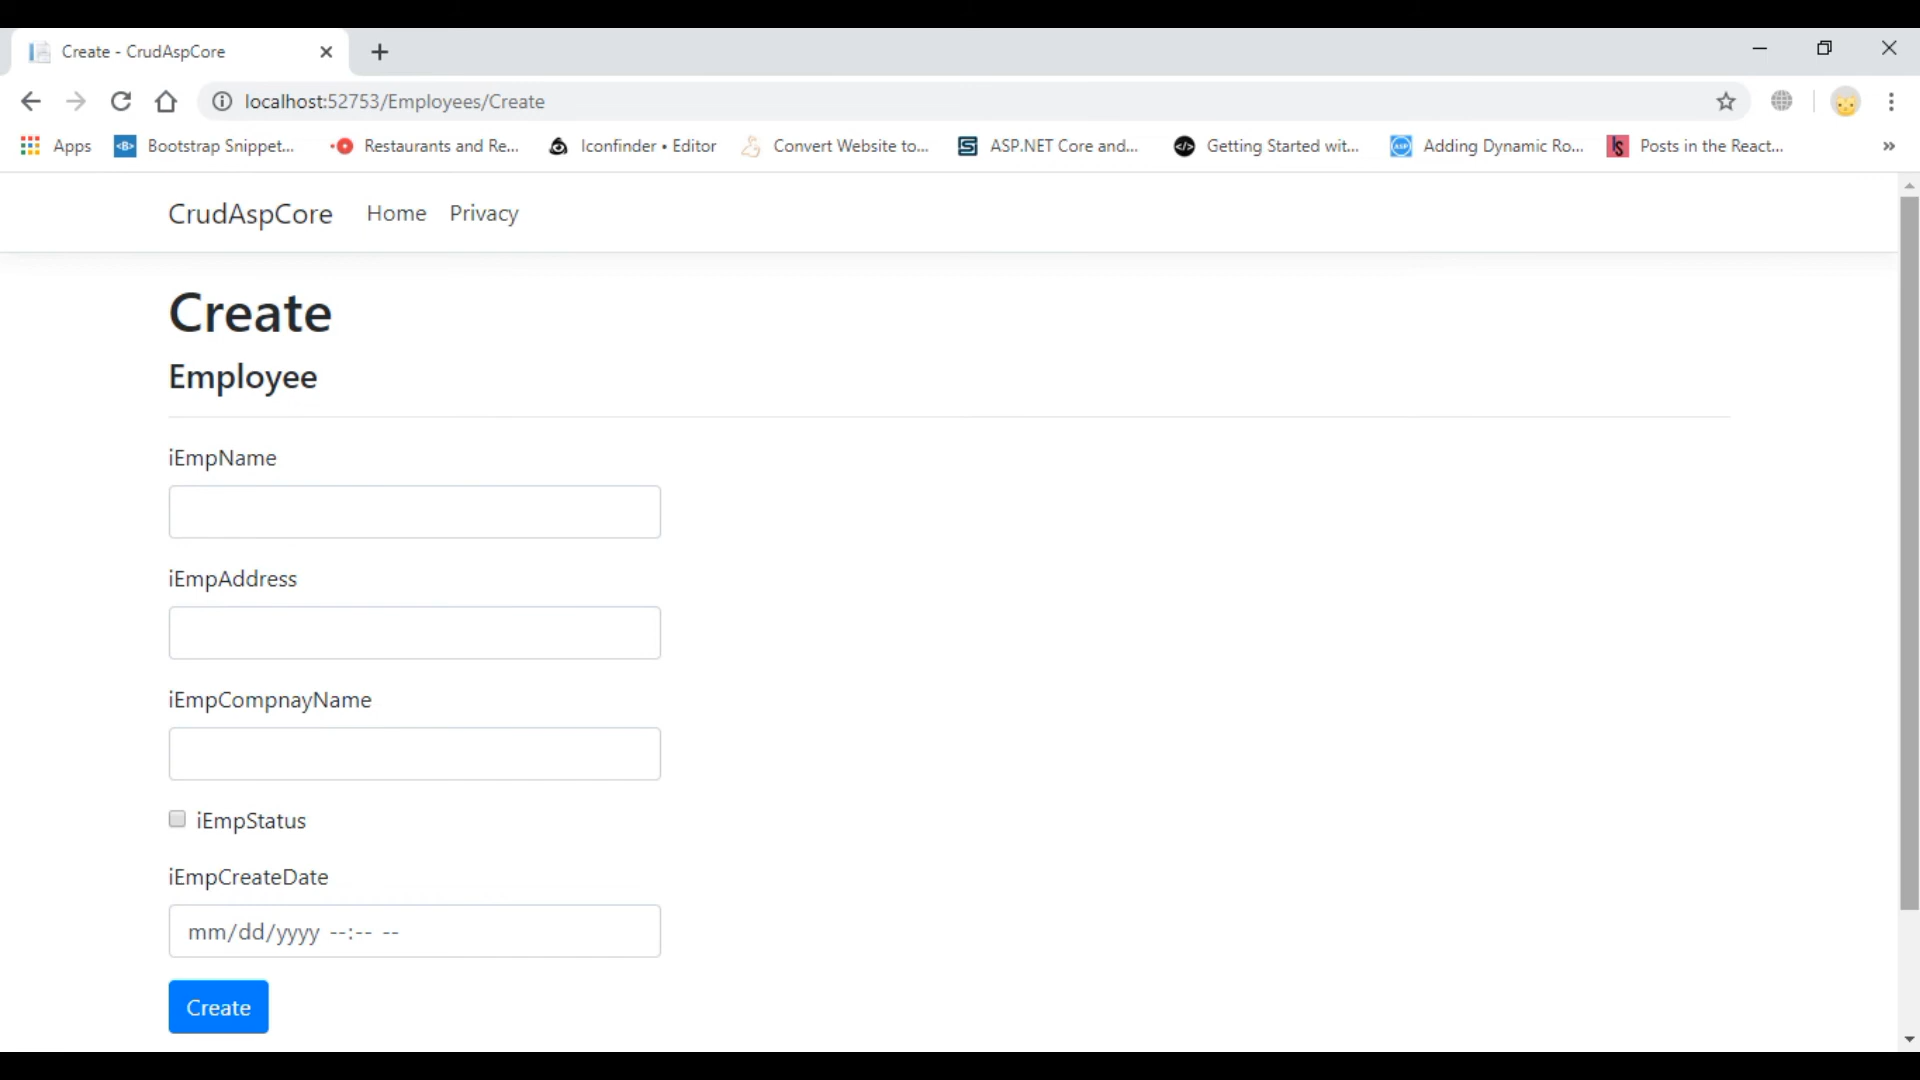 Create - CrudAspCore
localhost:52753/Employees/Create
Apps Bootstrap Snippet... Restaurants and Re... Iconfinder • Editor Convert Website to... ASP.NET Core and... Getting Started wit... Adding Dynamic Ro... Posts in the React... »
CrudAspCore Home Privacy
Create
Employee
iEmpName
iEmpAddress
iEmpCompnayName
iEmpStatus
iEmpCreateDate
mm/dd/yyyy --:-- --
Create